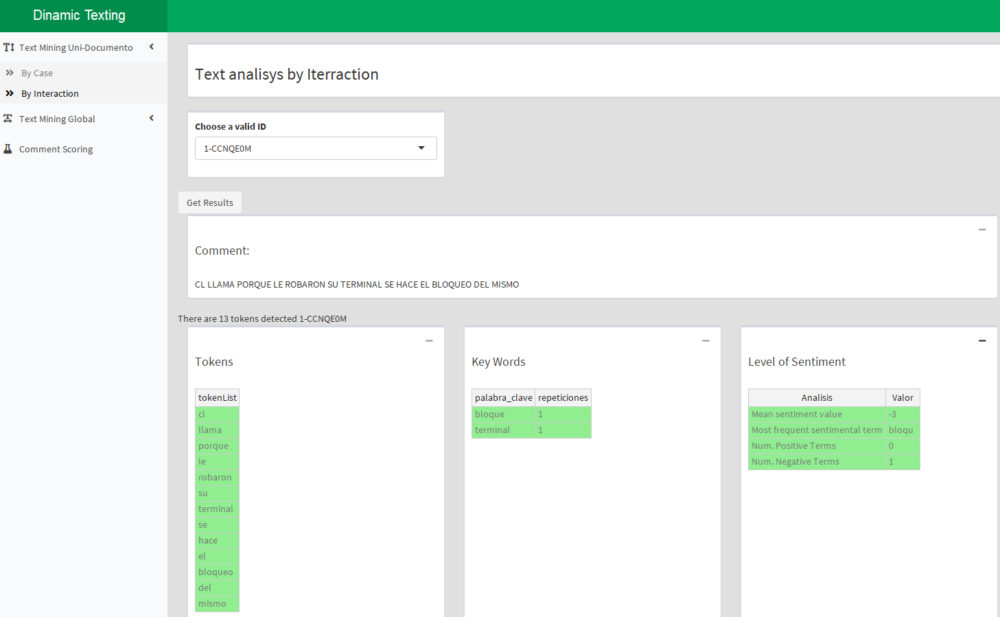 Dinamic Texting
Text Mining Uni-Documento
By Case
By Interaction
Text Mining Global
Comment Scoring
Text analisys by Iterraction
Choose a valid ID
1-CCNQE0M
Get Results
Comment:
CL LLAMA PORQUE LE ROBARON SU TERMINAL SE HACE EL BLOQUEO DEL MISMO
There are 13 tokens detected 1-CCNQE0M
Tokens
tokenList
cl
llama
porque
le
robaron
su
terminal
se
hace
el
bloqueo
del
mismo
Key Words
palabra_clave repeticiones
bloque 1
terminal 1
Level of Sentiment
Analisis Valor
Mean sentiment value -3
Most frequent sentimental term bloqu
Num. Positive Terms 0
Num. Negative Terms 1